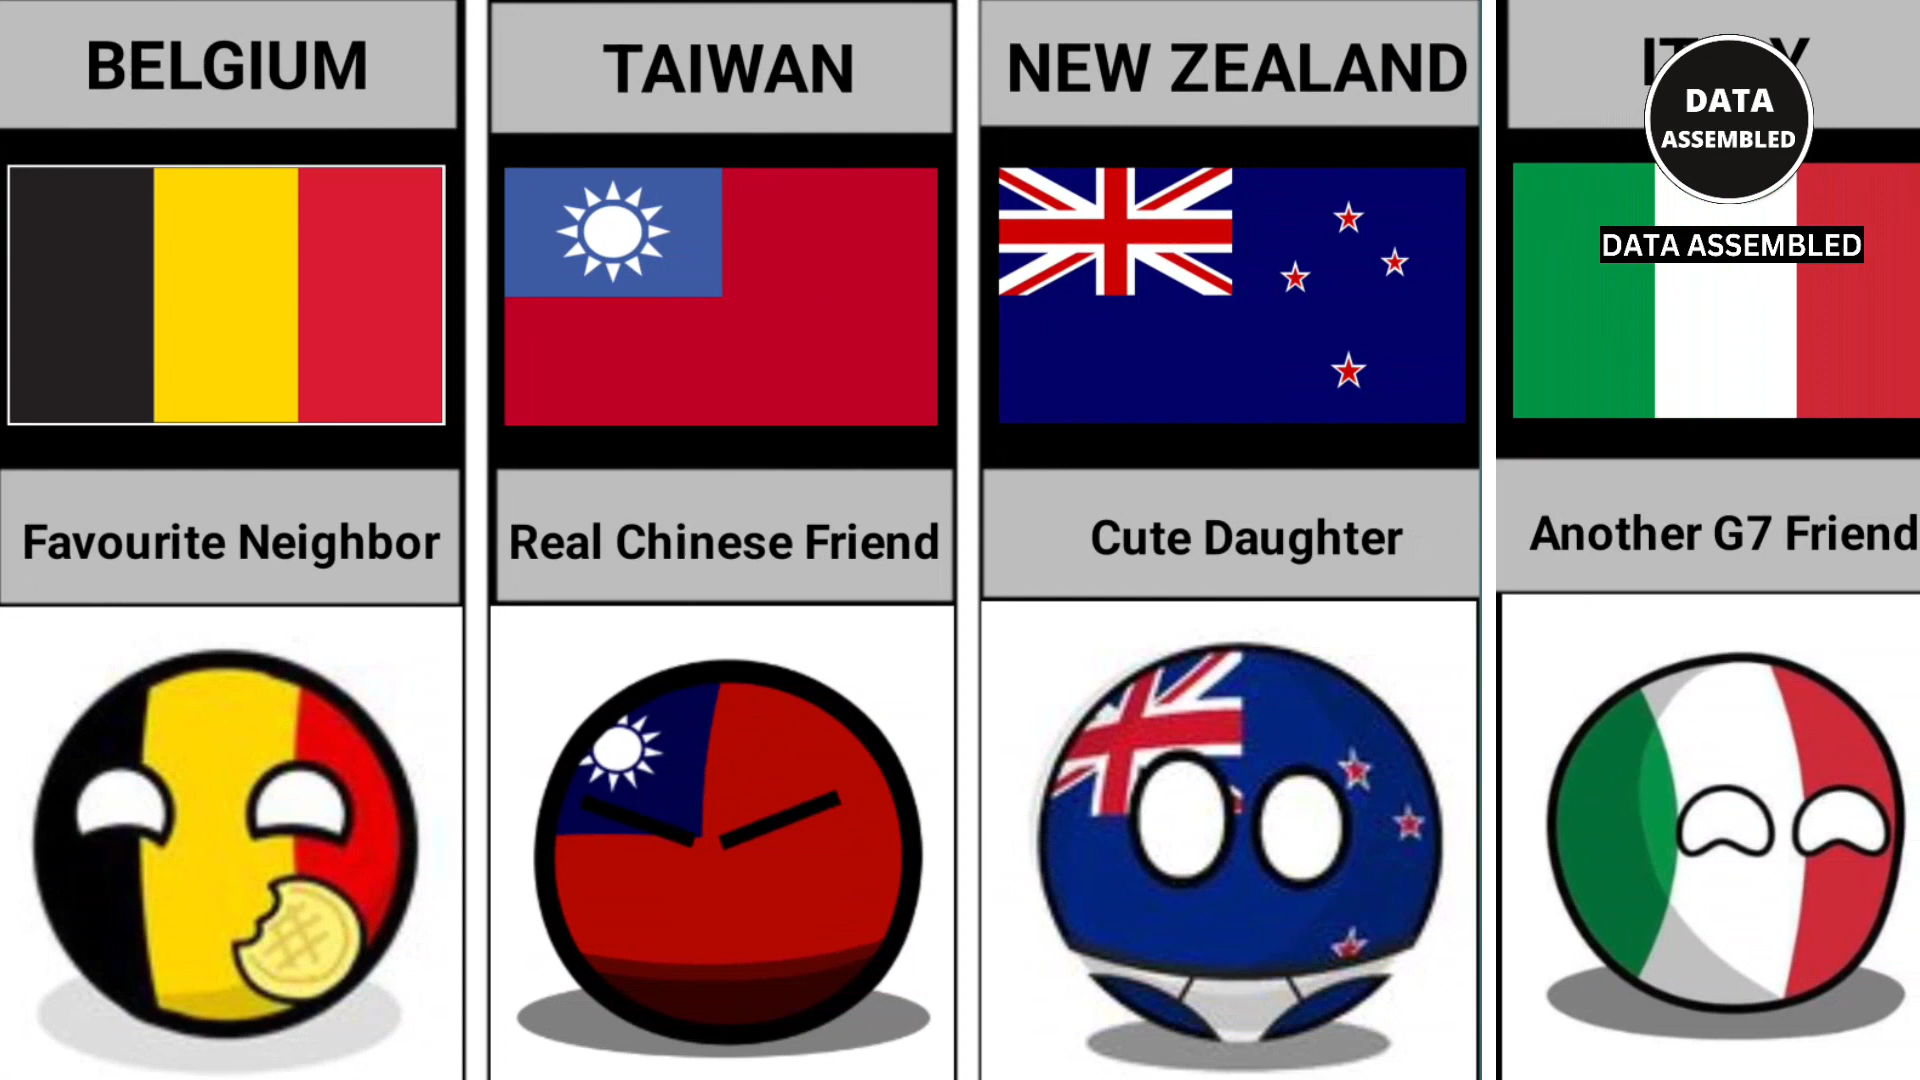 BELGIUM
TAIWAN
NEW ZEALAND
DATA
ASSEMBLED
DATA ASSEMBLED
Favourite Neighbor
Real Chinese Friend
Cute Daughter
Another G7 Friend